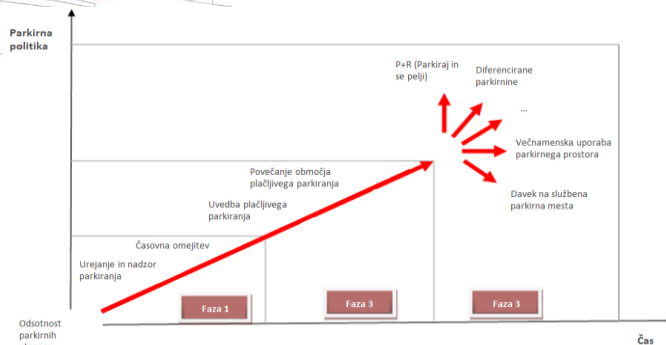 Parkirna
politika
P+R (Parkiraj in
se pelji)
Diferencirane
parkirnine
...
Večnamenska uporaba
parkirnega prostora
Davek na službena
parkirna mesta
Povečanje območja
plačljivega parkiranja
Uvedba plačljivega
parkiranja
Časovna omejitev
Urejanje in nadzor
parkiranja
Faza 1
Faza 3
Faza 3
Odsotnost
parkirnih
Čas